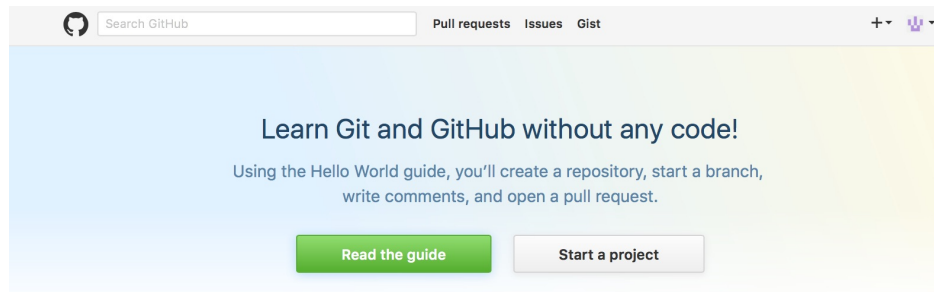 Search GitHub
Pull requests Issues Gist
Learn Git and GitHub without any code!
Using the Hello World guide, you’ll create a repository, start a branch,
write comments, and open a pull request.
Read the guide
Start a project